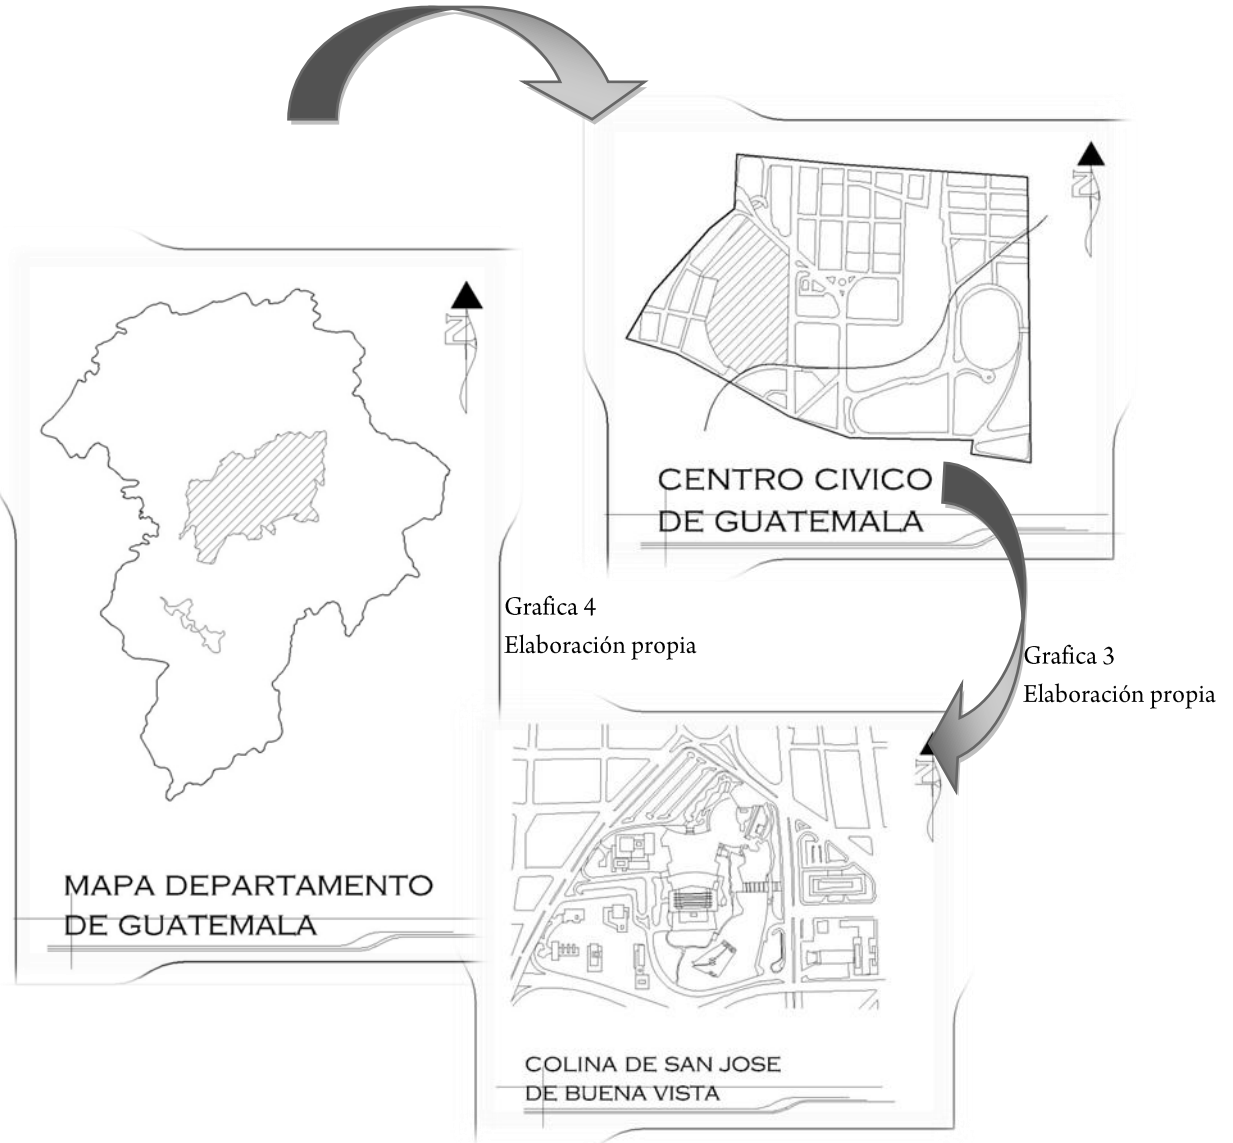 N
N
CENTRO CIVICO
DE GUATEMALA
Grafica 4
Elaboración propia
Grafica 3
Elaboración propia
N
MAPA DEPARTAMENTO
DE GUATEMALA
COLINA DE SAN JOSE
DE BUENA VISTA